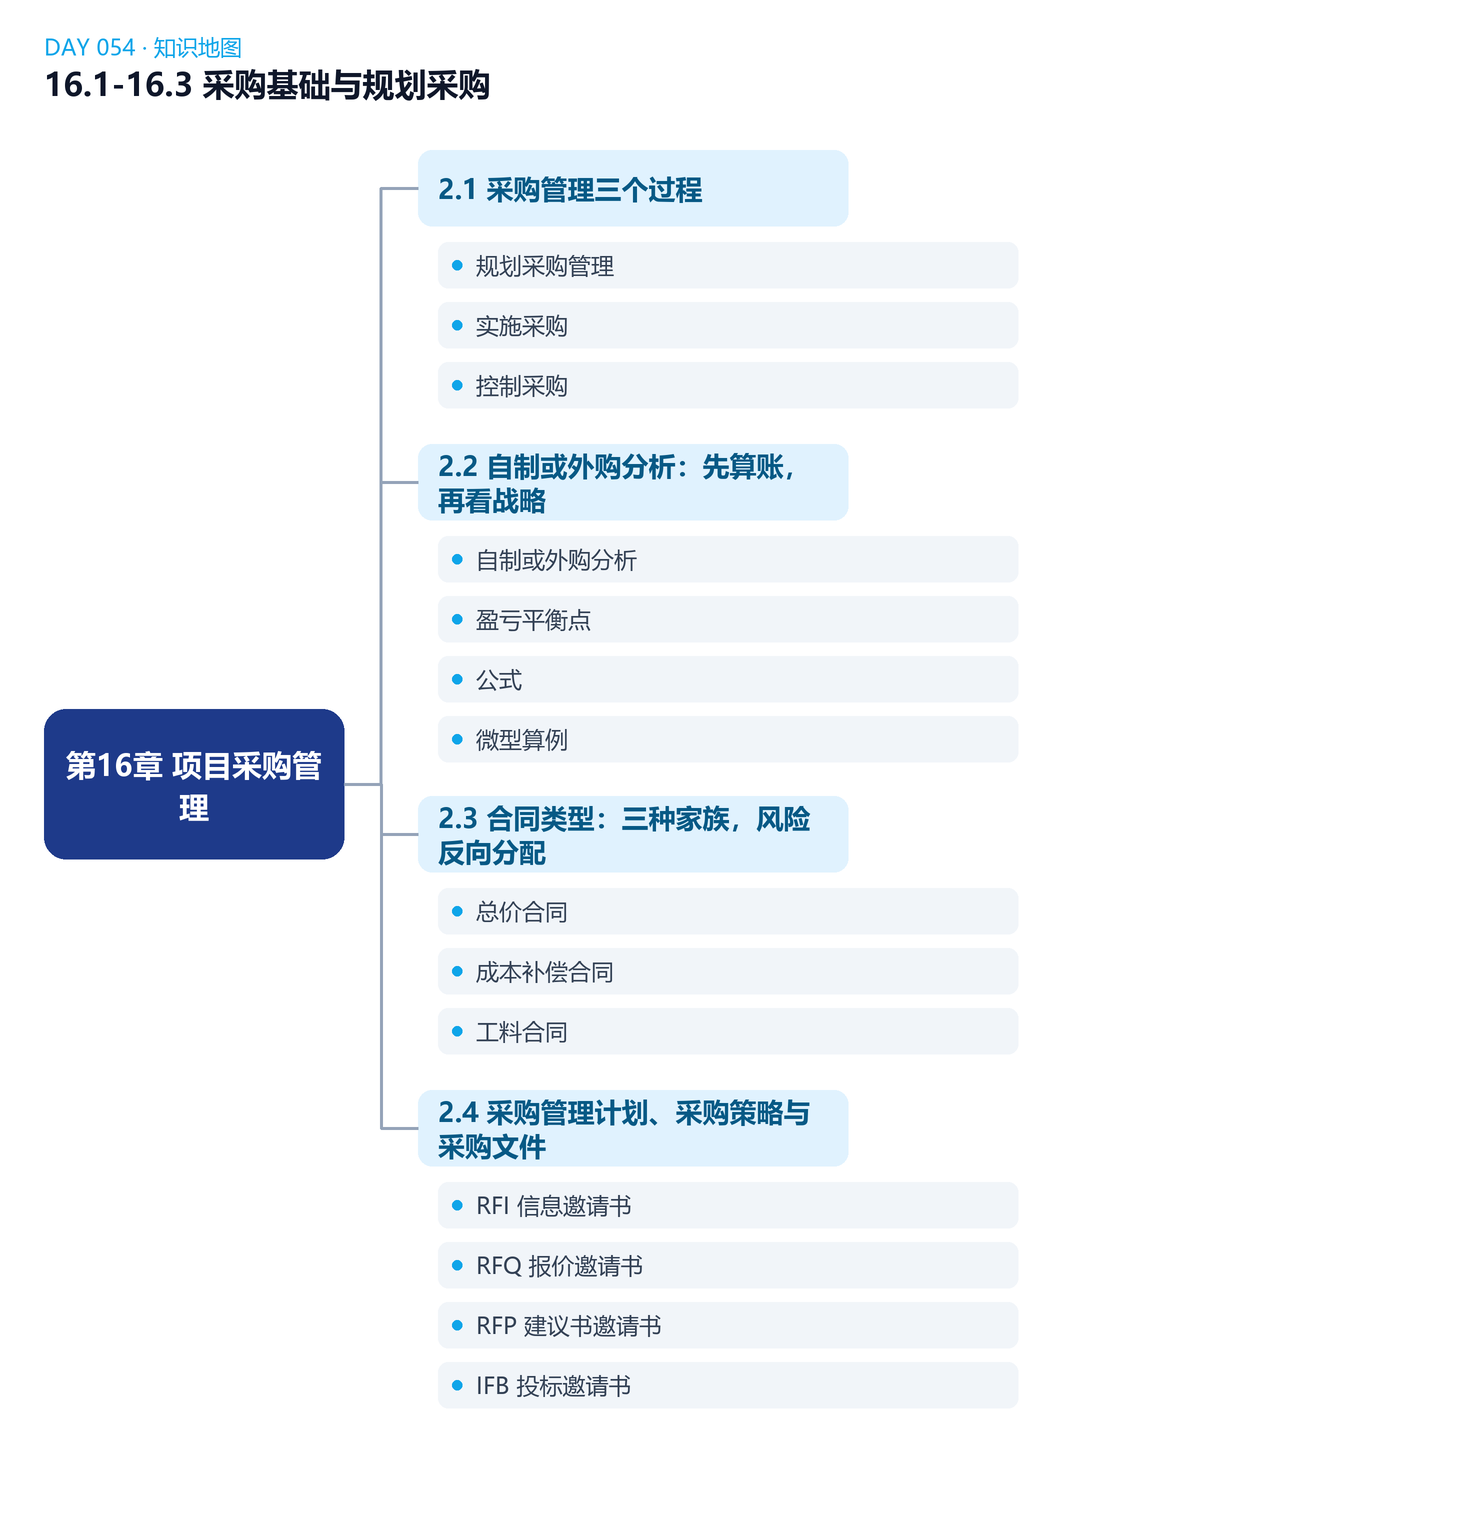 DAY 054 · 知识地图
16.1-16.3 采购基础与规划采购
2.1 采购管理三个过程
规划采购管理
实施采购
控制采购
2.2 自制或外购分析：先算账，
再看战略
自制或外购分析
盈亏平衡点
公式
微型算例
第16章 项目采购管
理
2.3 合同类型：三种家族，风险
反向分配
总价合同
成本补偿合同
工料合同
2.4 采购管理计划、采购策略与
采购文件
RFI 信息邀请书
RFQ 报价邀请书
RFP 建议书邀请书
IFB 投标邀请书